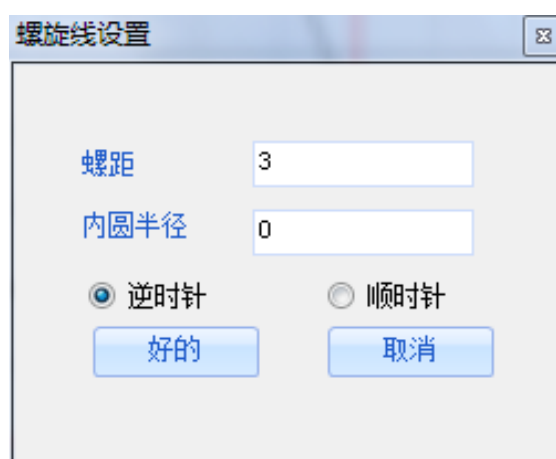 螺旋线设置
螺距 3
内圆半径 0
逆时针 顺时针
好的 取消